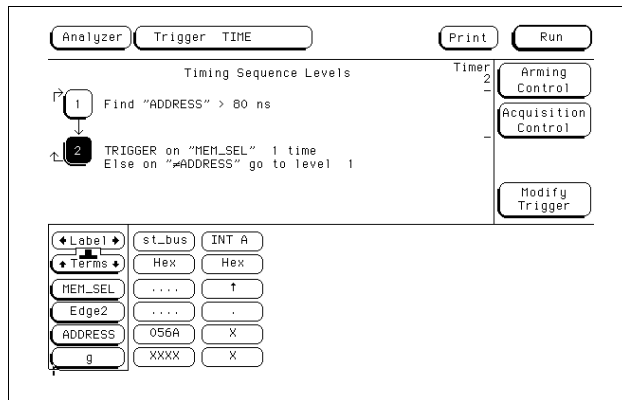 Analyzer Trigger TIME Print Run
Timing Sequence Levels
Timer
2
-
-
Arming
Control
Acquisition
Control
Modify
Trigger
1 Find "ADDRESS" > 80 ns
2 TRIGGER on "MEM_SEL" 1 time
Else on "≠ADDRESS" go to level 1
Label st_bus INT A
Terms Hex Hex
MEM_SEL .... ↑
Edge2 .... .
ADDRESS 056A X
g XXXX X